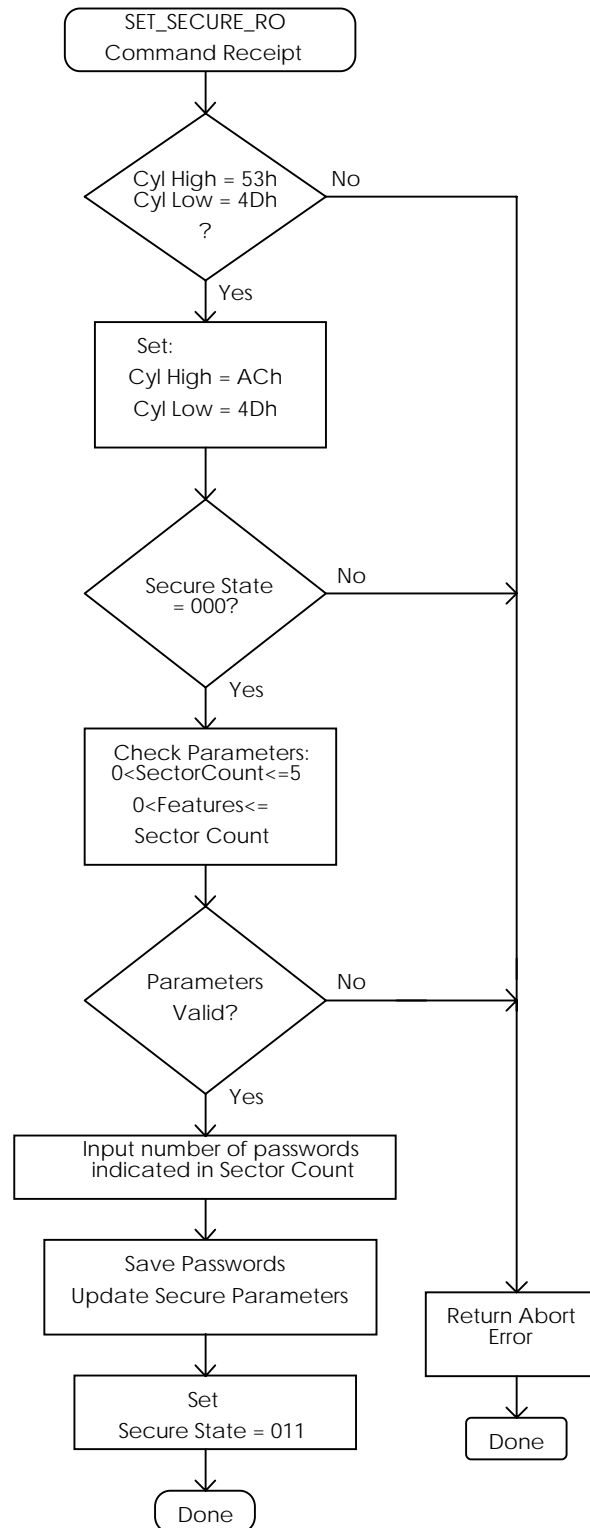 SET_SECURE_RO
Command Receipt
Cyl High = 53h
Cyl Low = 4Dh
?
No
Yes
Set:
Cyl High = ACh
Cyl Low = 4Dh
Secure State
= 000?
No
Yes
Check Parameters:
0<SectorCount<=5
0<Features<=
Sector Count
Parameters
Valid?
No
Yes
Input number of passwords
indicated in Sector Count
Save Passwords
Update Secure Parameters
Return Abort
Error
Set
Secure State = 011
Done
Done